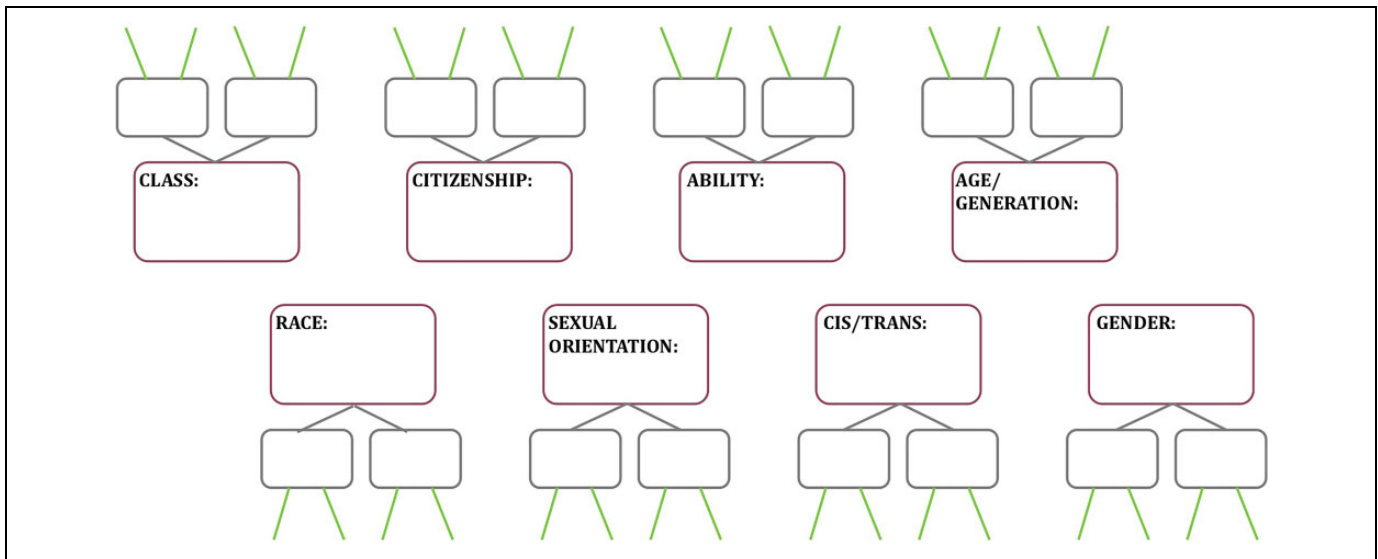 CLASS:
CITIZENSHIP:
ABILITY:
AGE/
GENERATION:
RACE:
SEXUAL
ORIENTATION:
CIS/TRANS:
GENDER: